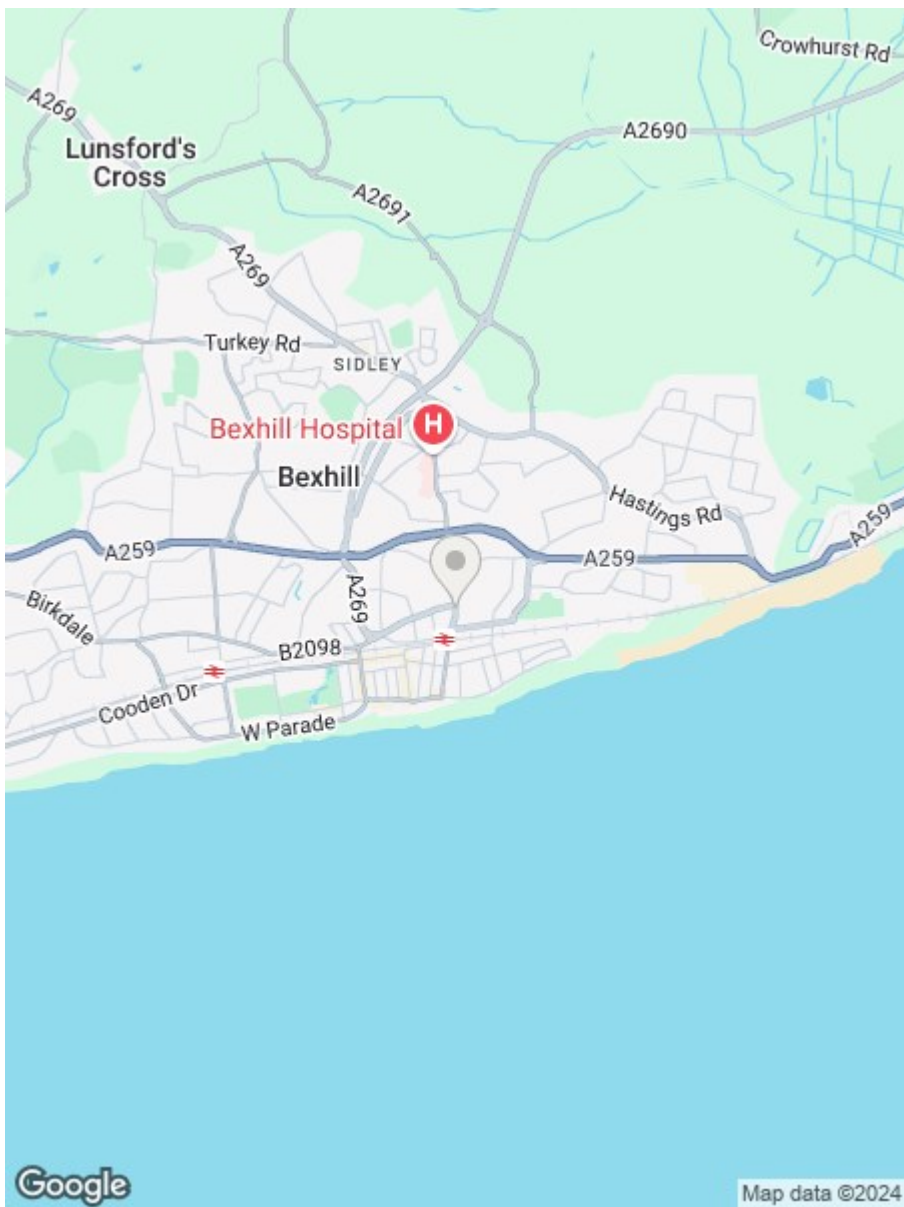 Crowhurst Rd
A269
A2690
Lunsford's
Cross
A2691
A269
Turkey Rd
SIDLEY
Bexhill Hospital
H
Bexhill
Hastings Rd
A259
A259
A259
A269
Birkdale
B2098
Cooden Dr
W Parade
Google
Map data ©2024